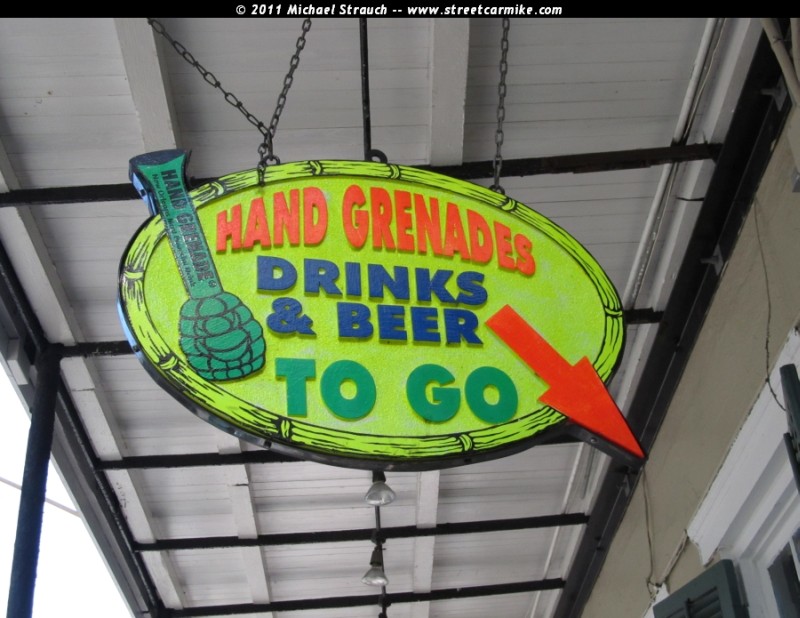 © 2011 Michael Strauch -- www.streetcarmike.com
HAND GRENADE
HAND GRENADES
DRINKS
& BEER
TO GO